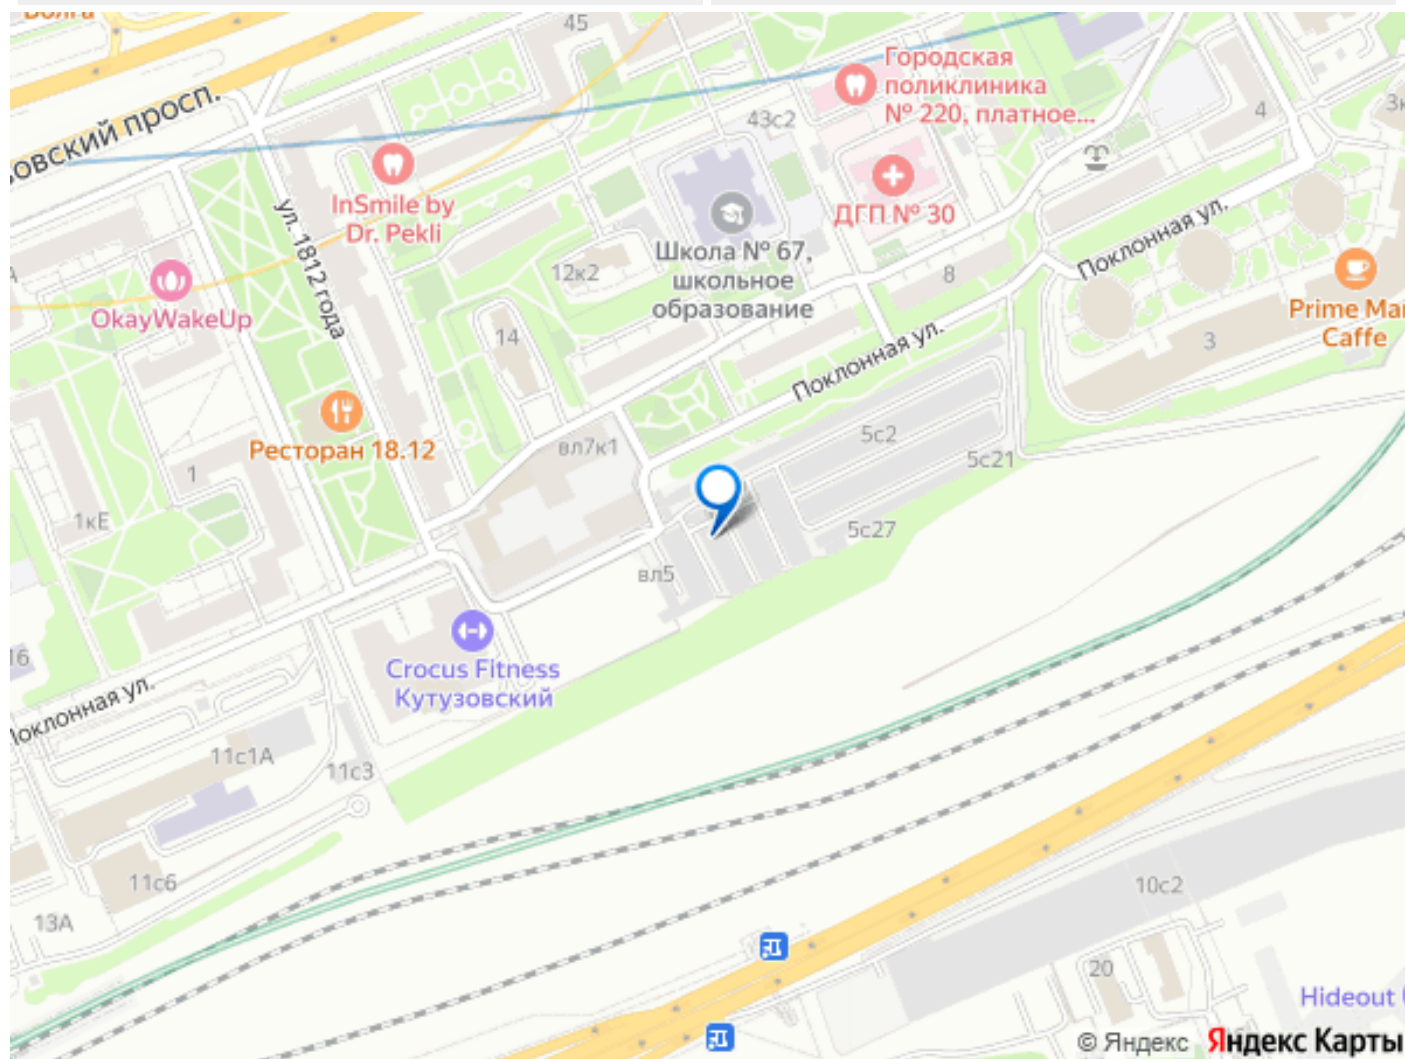 Волга
45
Городская
поликлиника
№ 220, платное...
43с2
4
овский просп.
InSmile by
Dr. Pekli
ул. 1812 года
ДГП № 30
Поклонная ул.
Школа № 67,
школьное
образование
12к2
8
OkayWakeUp
14
Prime Mar
Caffe
3
Поклонная ул.
Ресторан 18.12
вл7к1
5с2
5с21
1
1кЕ
5с27
вл5
16
Crocus Fitness
Кутузовский
Поклонная ул.
11с1А
11с3
11с6
13А
10с2
20
Hideout
© Яндекс Яндекс Карты